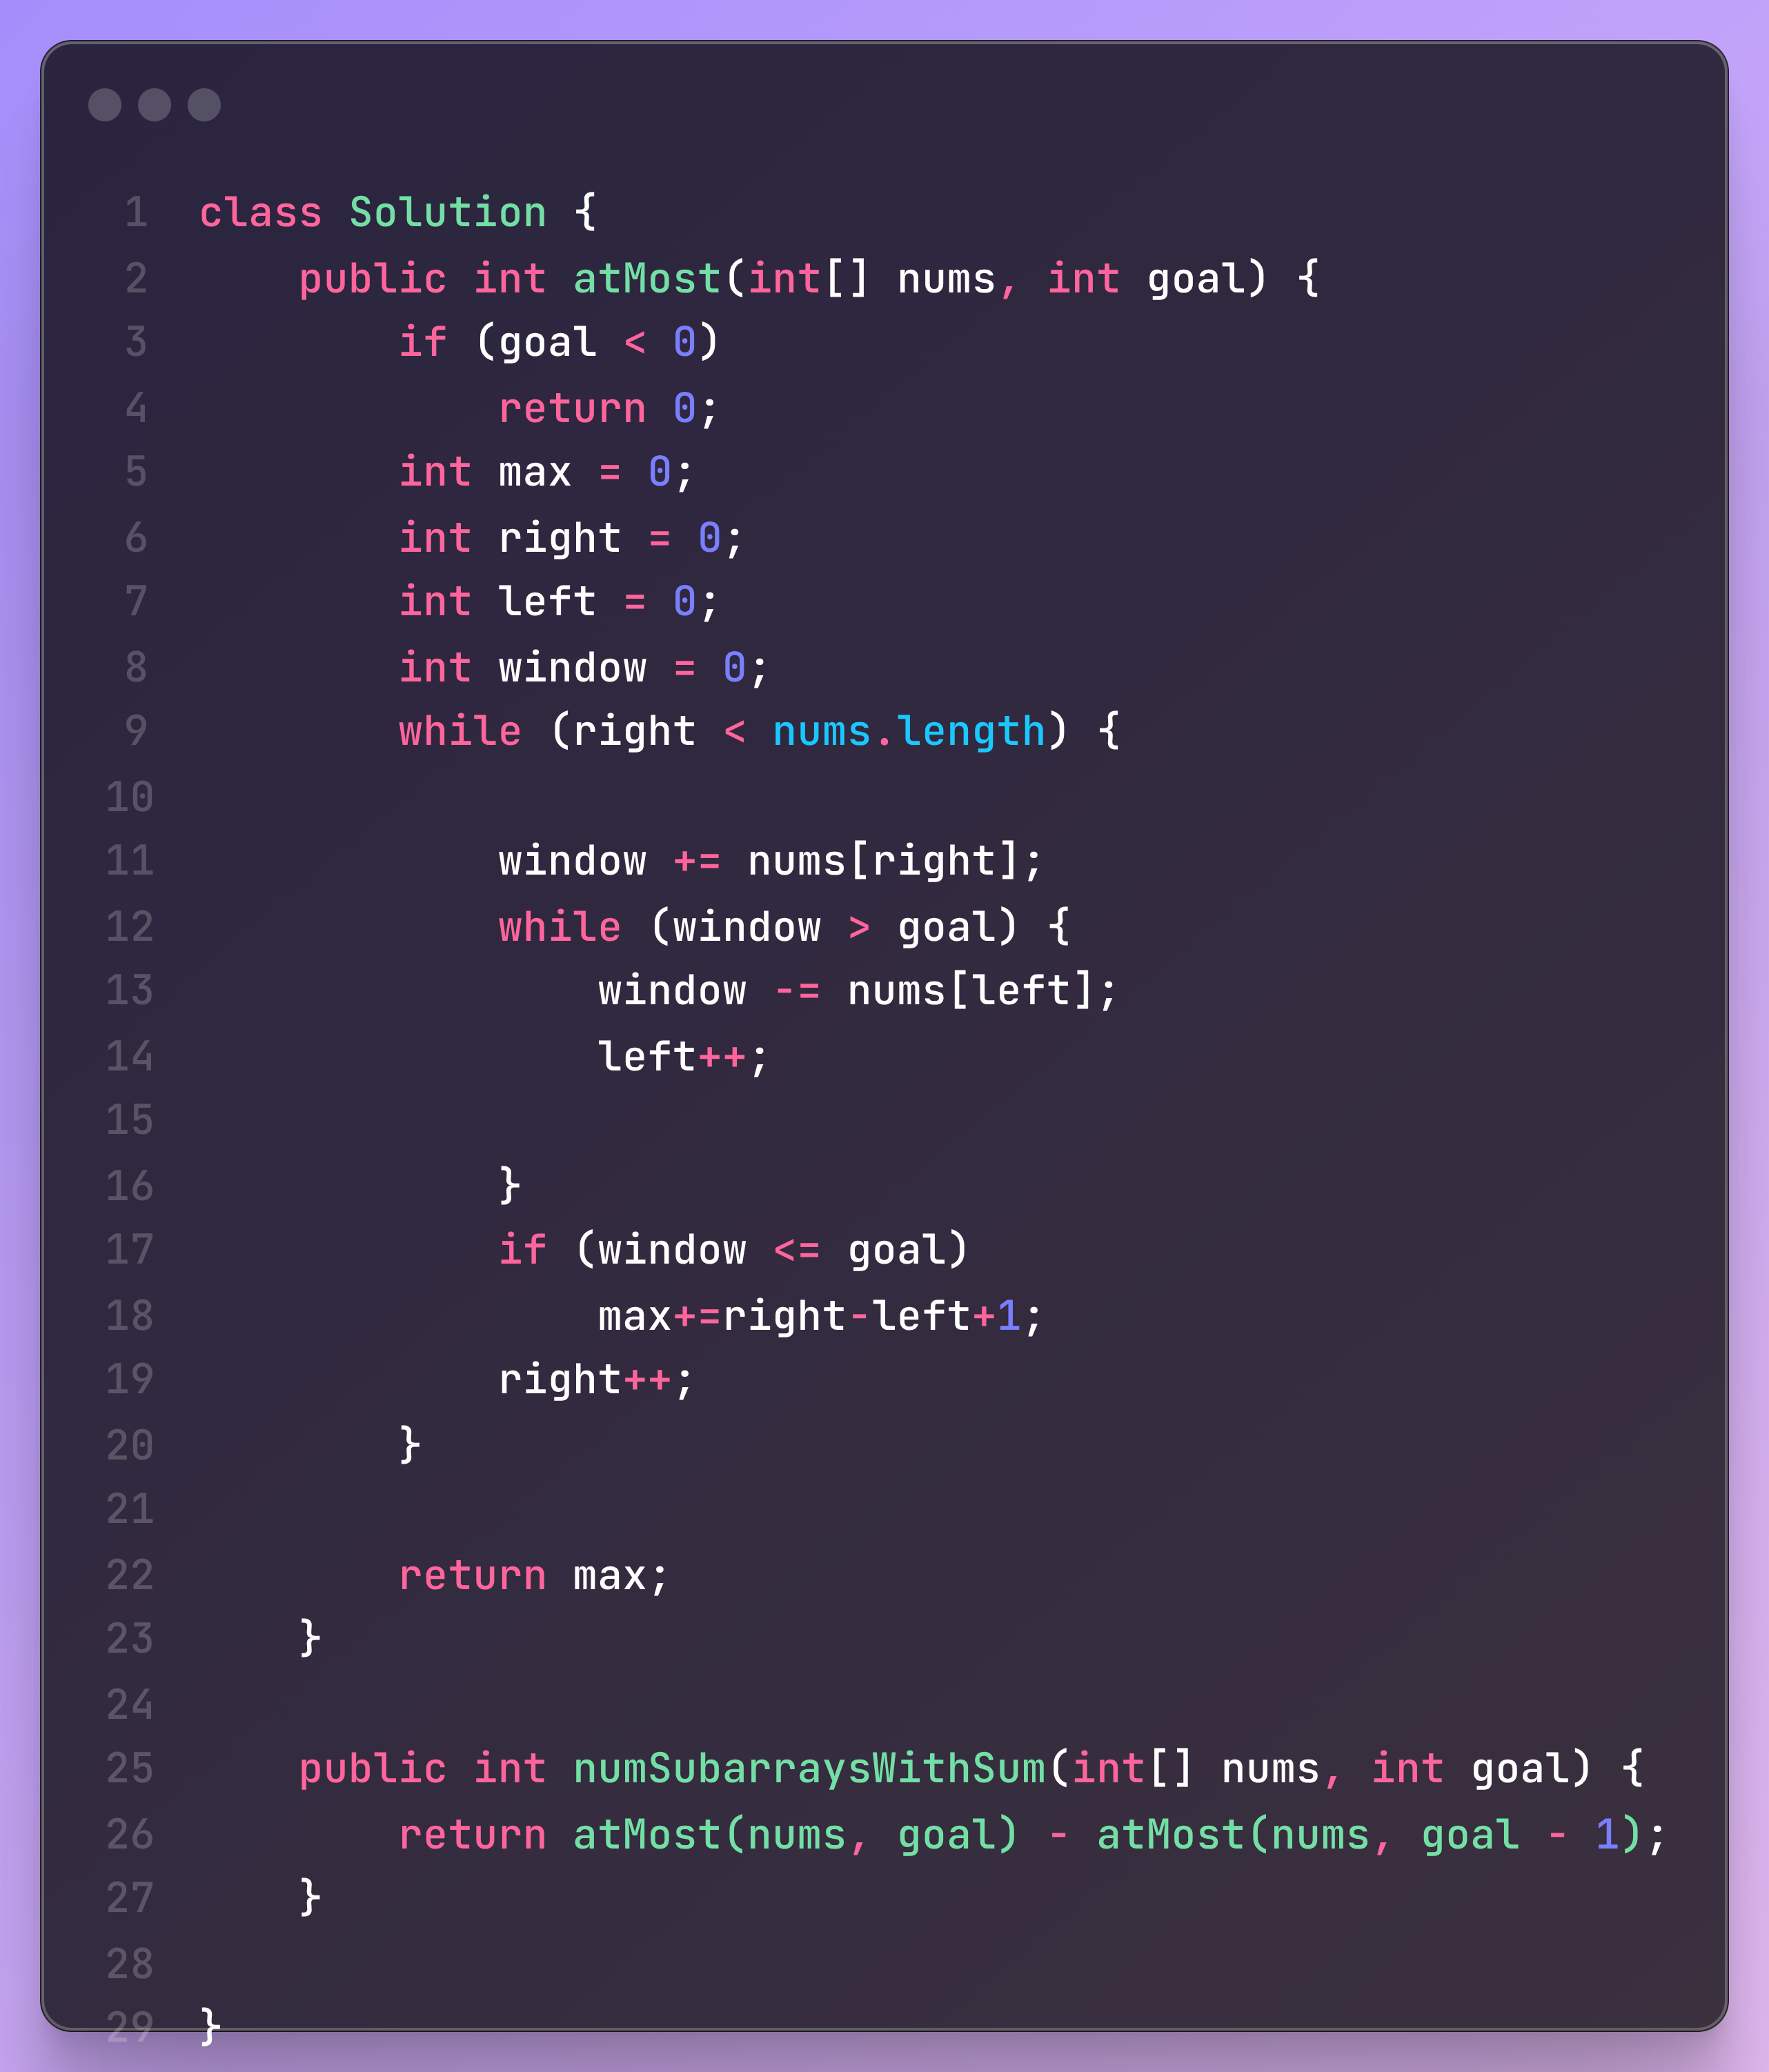 1 class Solution {
2     public int atMost(int[] nums, int goal) {
3         if (goal < 0)
4             return 0;
5         int max = 0;
6         int right = 0;
7         int left = 0;
8         int window = 0;
9         while (right < nums.length) {
10
11             window += nums[right];
12             while (window > goal) {
13                 window -= nums[left];
14                 left++;
15
16             }
17             if (window <= goal)
18                 max+=right-left+1;
19             right++;
20         }
21
22         return max;
23     }
24
25     public int numSubarraysWithSum(int[] nums, int goal) {
26         return atMost(nums, goal) - atMost(nums, goal - 1);
27     }
28
29 }